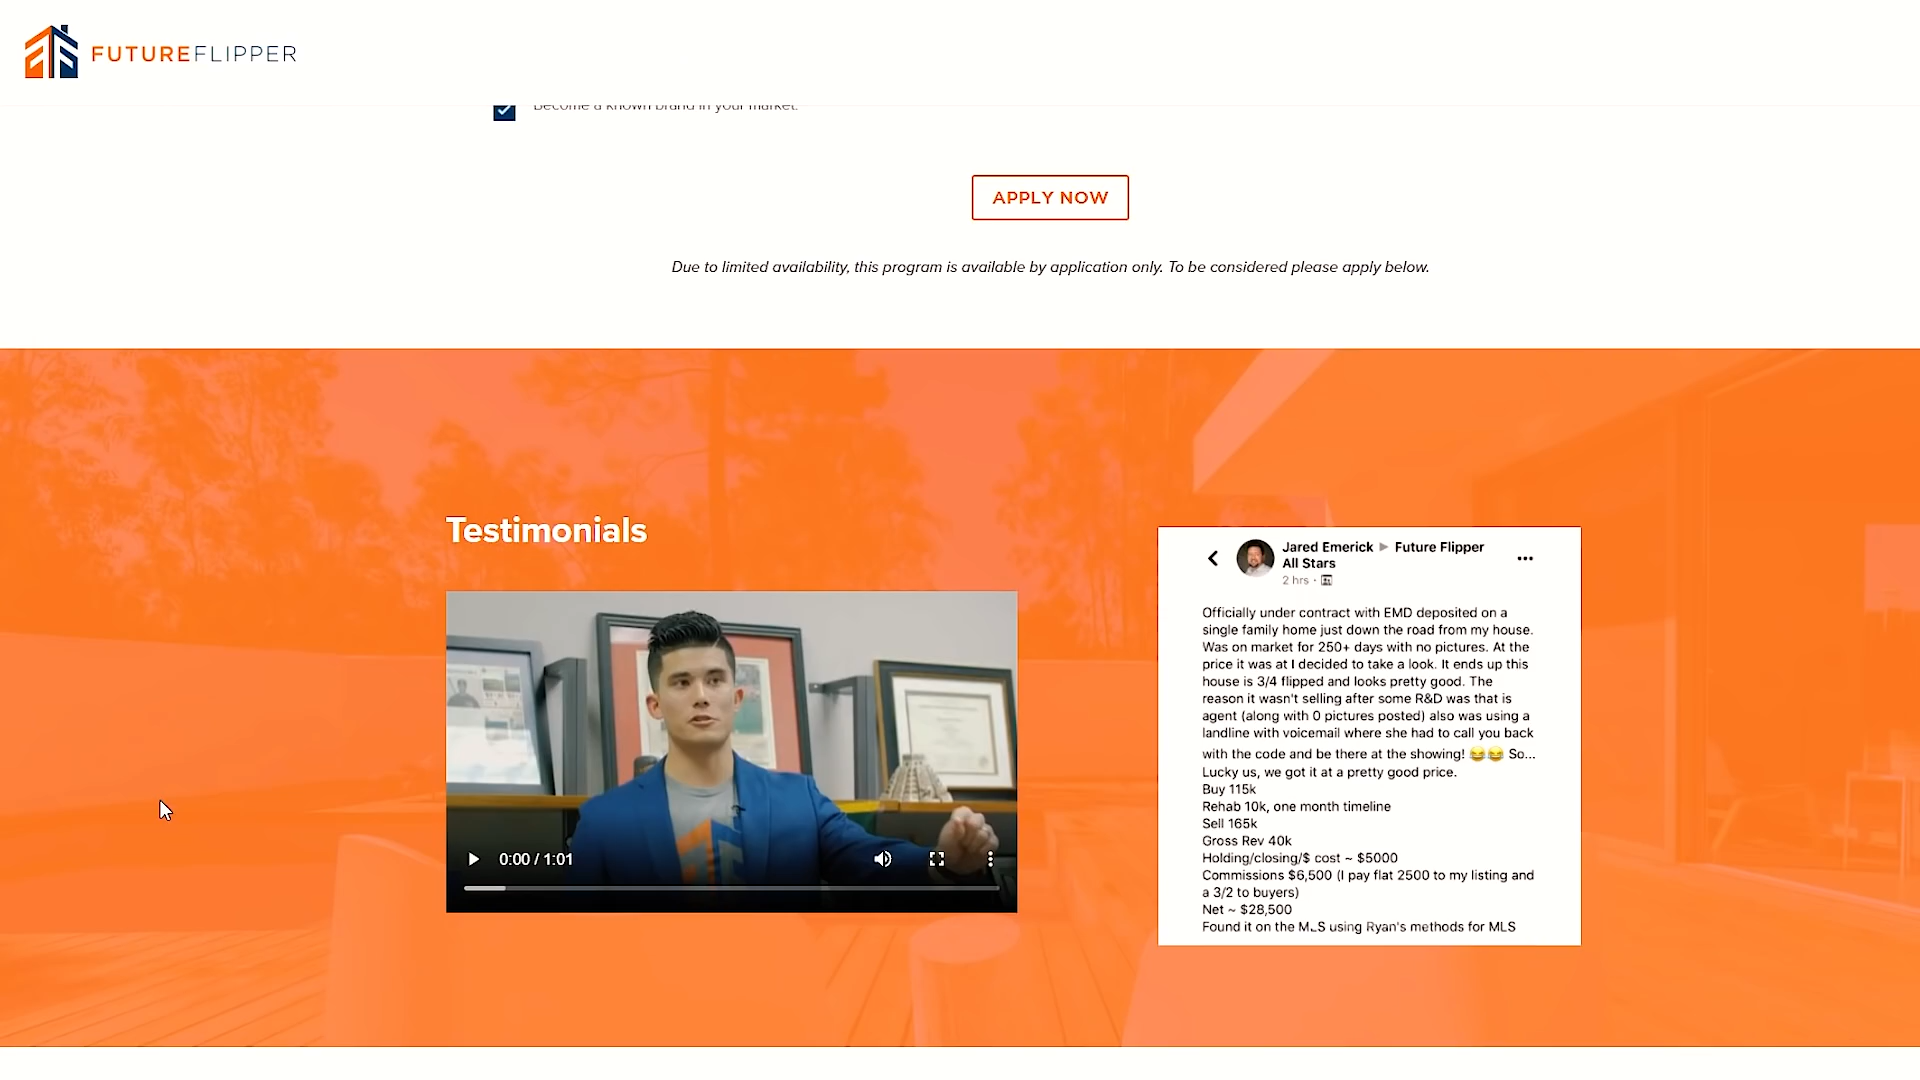 FUTUREFLIPPER
Become a known brand in your market.
APPLY NOW
Due to limited availability, this program is available by application only. To be considered please apply below.
Testimonials
0:00 / 1:01
Jared Emerick ▶ Future Flipper
All Stars
2 hrs ·
Officially under contract with EMD deposited on a
single family home just down the road from my house.
Was on market for 250+ days with no pictures. At the
price it was at I decided to take a look. It ends up this
house is 3/4 flipped and looks pretty good. The
reason it wasn't selling after some R&D was that is
agent (along with 0 pictures posted) also was using a
landline with voicemail where she had to call you back
with the code and be there at the showing! 😂😂 So...
Lucky us, we got it at a pretty good price.
Buy 115k
Rehab 10k, one month timeline
Sell 165k
Gross Rev 40k
Holding/closing/$ cost ~ $5000
Commissions $6,500 (I pay flat 2500 to my listing and
a 3/2 to buyers)
Net ~ $28,500
Found it on the MLS using Ryan's methods for MLS